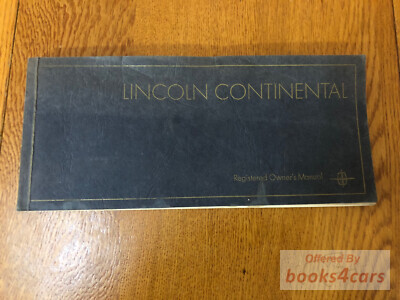 LINCOLN CONTINENTAL
Registered Owner's Manual
Offered By
books4cars